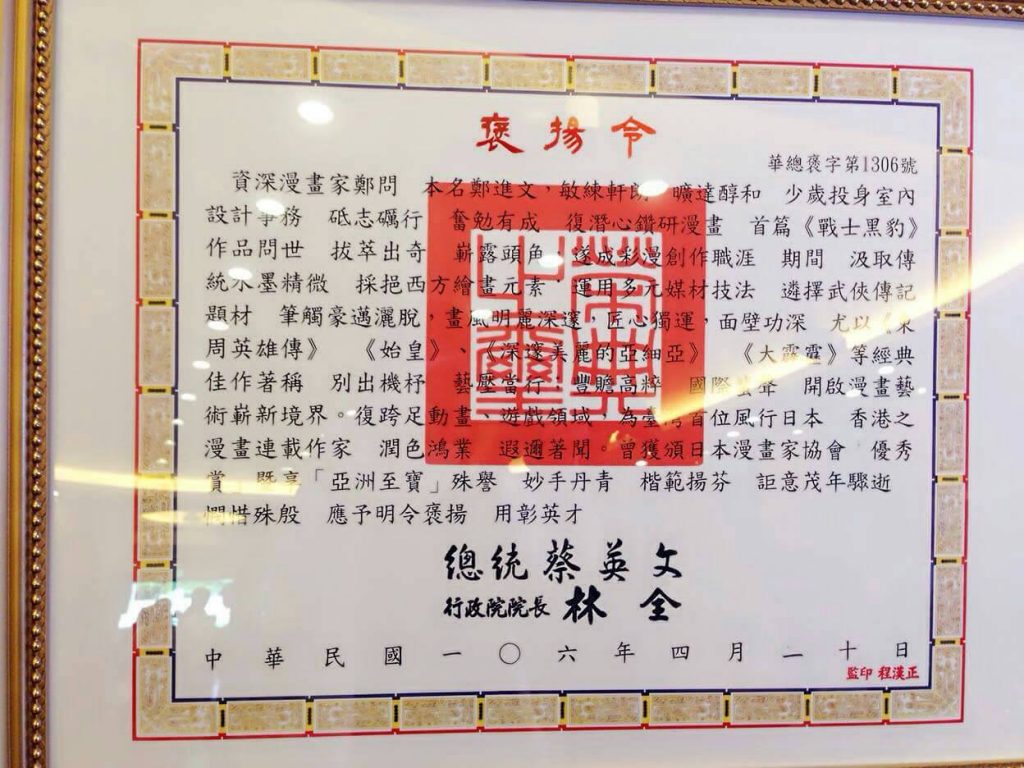 褒揚令
華總褒字第1306號
資深漫畫家鄭問 本名鄭進文，敏練軒朗 曠達醇和 少歲投身室內
設計事務 砥志礪行 奮勉有成 復潛心鑽研漫畫 首篇《戰士黑豹》
作品問世 拔萃出奇 嶄露頭角 遂成彩漫創作職涯 期間 汲取傳
統水墨精微 採挹西方繪畫元素，運用多元媒材技法 遴擇武俠傳記
題材 筆觸豪邁灑脫，畫風明麗深邃，匠心獨運，面壁功深 尤以《東
周英雄傳》 《始皇》、《深邃美麗的亞細亞》 《大霹靂》等經典
佳作著稱 別出機杼 藝壓當行，豐贍高粹 國際蜚聲 開啟漫畫藝
術嶄新境界。復跨足動畫、遊戲領域，為臺灣首位風行日本 香港之
漫畫連載作家 潤色鴻業 遐邇著聞。曾獲頒日本漫畫家協會 優秀
賞 暨享「亞洲至寶」殊譽 妙手丹青 楷範揚芬 詎意茂年驟逝
憫惜殊殷 應予明令褒揚 用彰英才
總統 蔡英文
行政院院長 林全
中華民國一〇六年四月二十日
監印 程漢正
榮典之璽